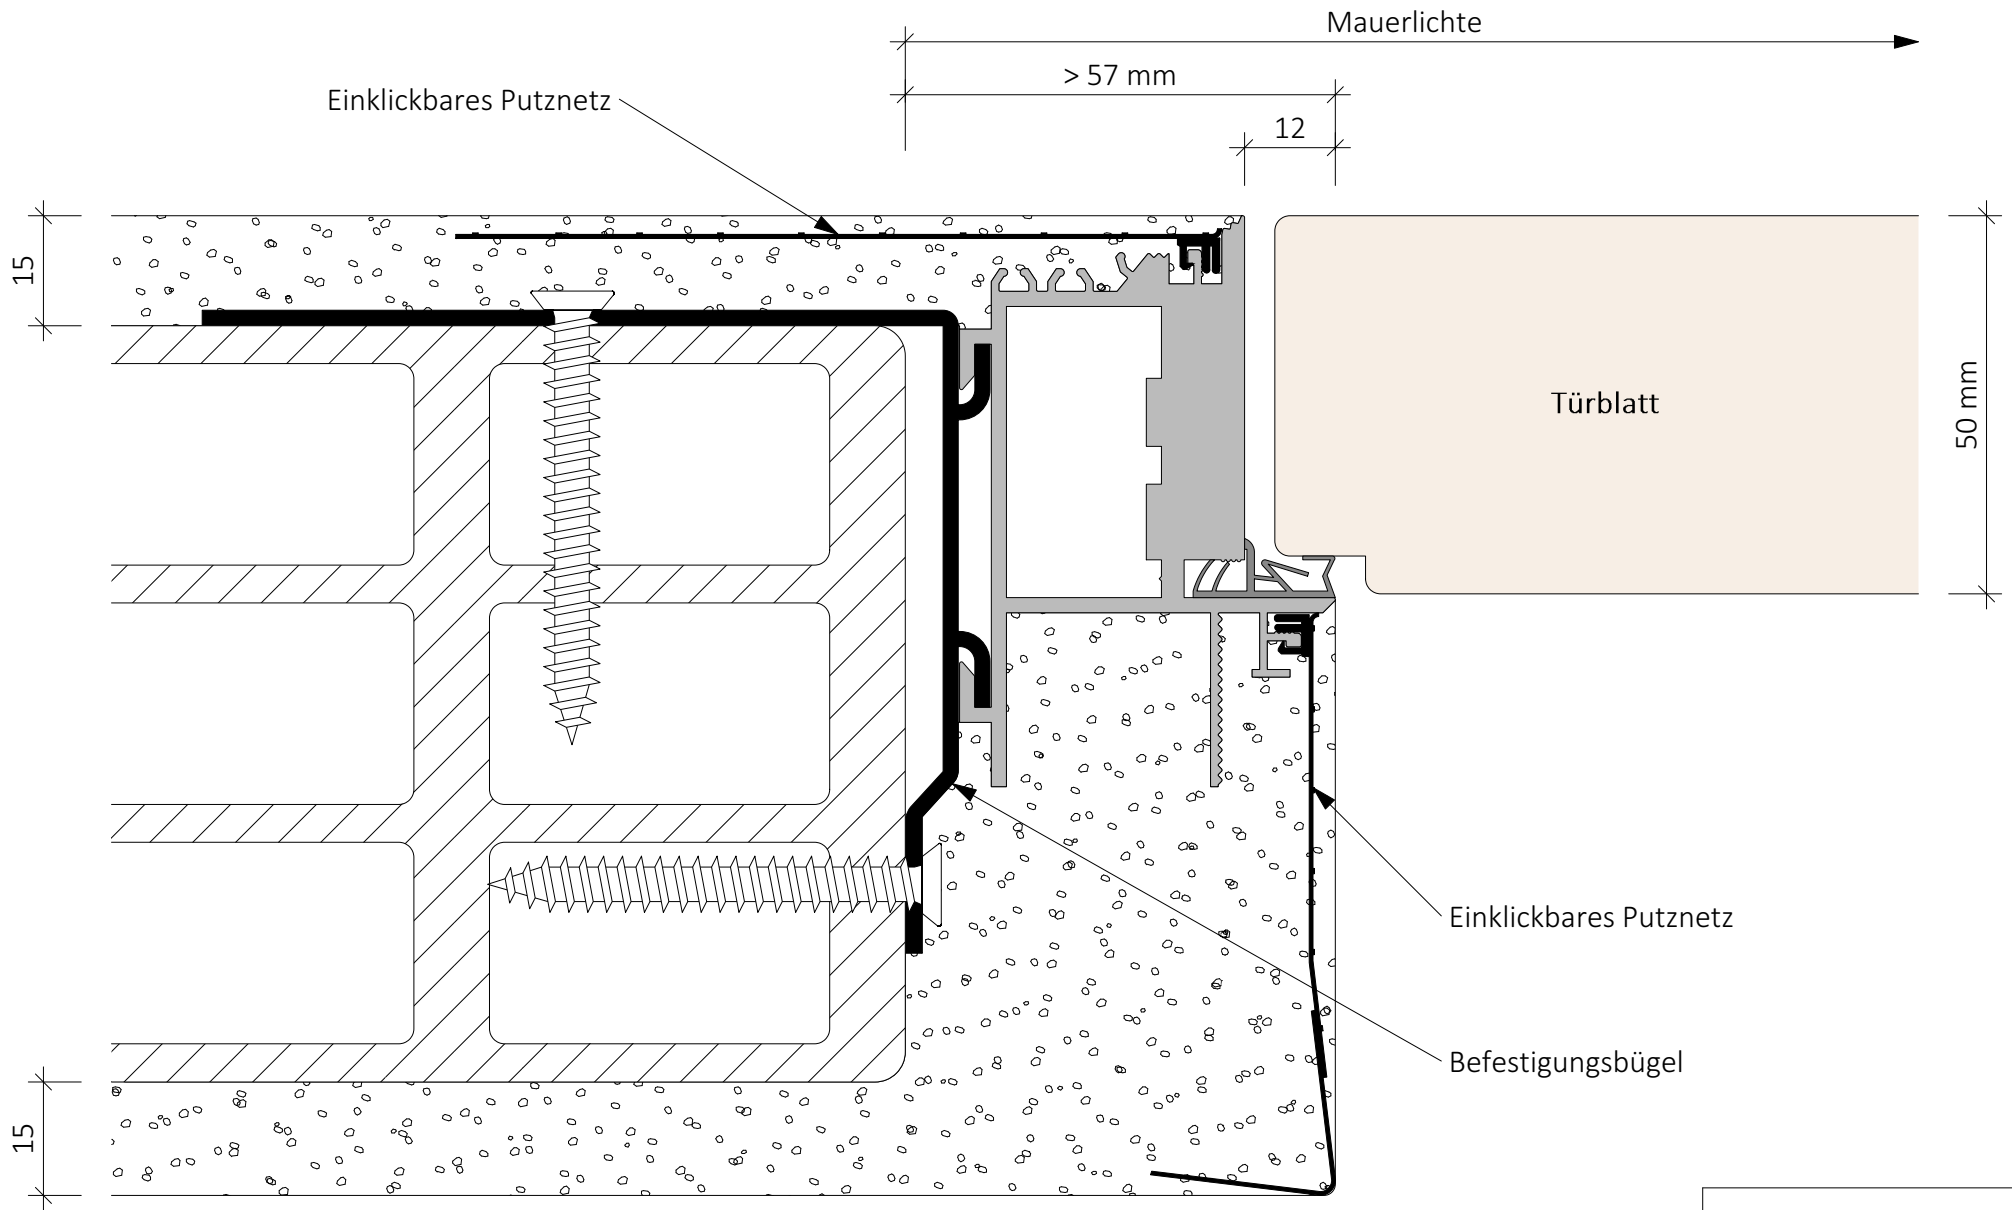 Mauerlichte
> 57 mm
Einklickbares Putznetz
12
15
50 mm
Türblatt
Einklickbares Putznetz
Befestigungsbügel
15